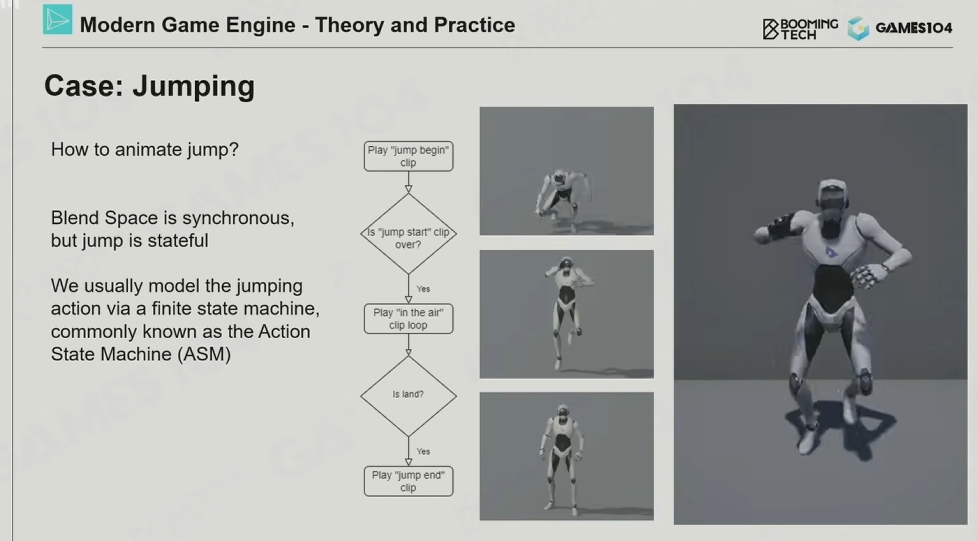 Modern Game Engine - Theory and Practice
BOOMING
TECH
GAMES104
Case: Jumping
How to animate jump?
Blend Space is synchronous,
but jump is stateful
We usually model the jumping
action via a finite state machine,
commonly known as the Action
State Machine (ASM)
Play "jump begin"
clip
Is "jump start" clip
over?
Yes
Play "in the air"
clip loop
Is land?
Yes
Play "jump end"
clip